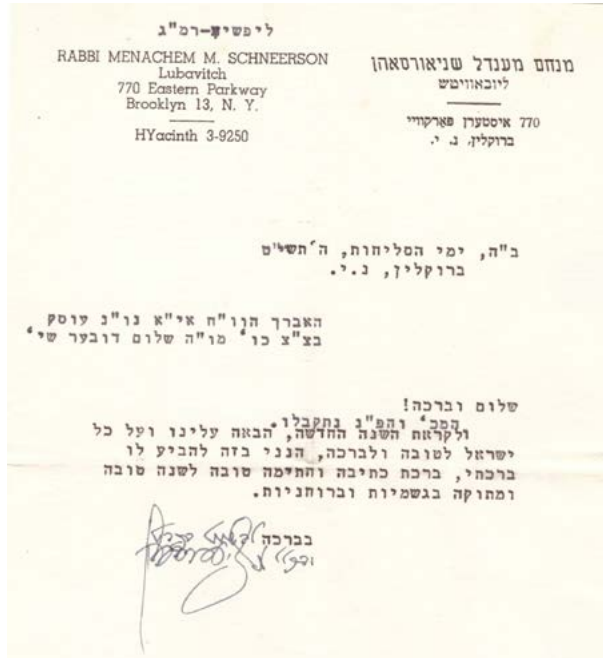 ליפשיץ-רמ"ג
RABBI MENACHEM M. SCHNEERSON
Lubavitch
770 Eastern Parkway
Brooklyn 13, N. Y.
HYacinth 3-9250
מנחם מענדל שניאורסאהן
ליובאוויטש
770 איסטערן פארקוויי
ברוקלין, נ. י.
ב"ה, ימי הסליחות, ה'תשי"ט
ברוקלין, נ.י.
האברך הוו"ח אי"א נו"נ עוסק
בצ"צ כו' מו"ה שלום דובער שי'
שלום וברכה!
המכ' והפ"נ נתקבלו.
ולקראת השנה החדשה, הבאה עלינו ועל כל
ישראל לטובה ולברכה, הנני בזה להביע לו
ברכתי, ברכת כתיבה וחתימה טובה לשנה טובה
ומתוקה בגשמיות וברוחניות.
בברכה